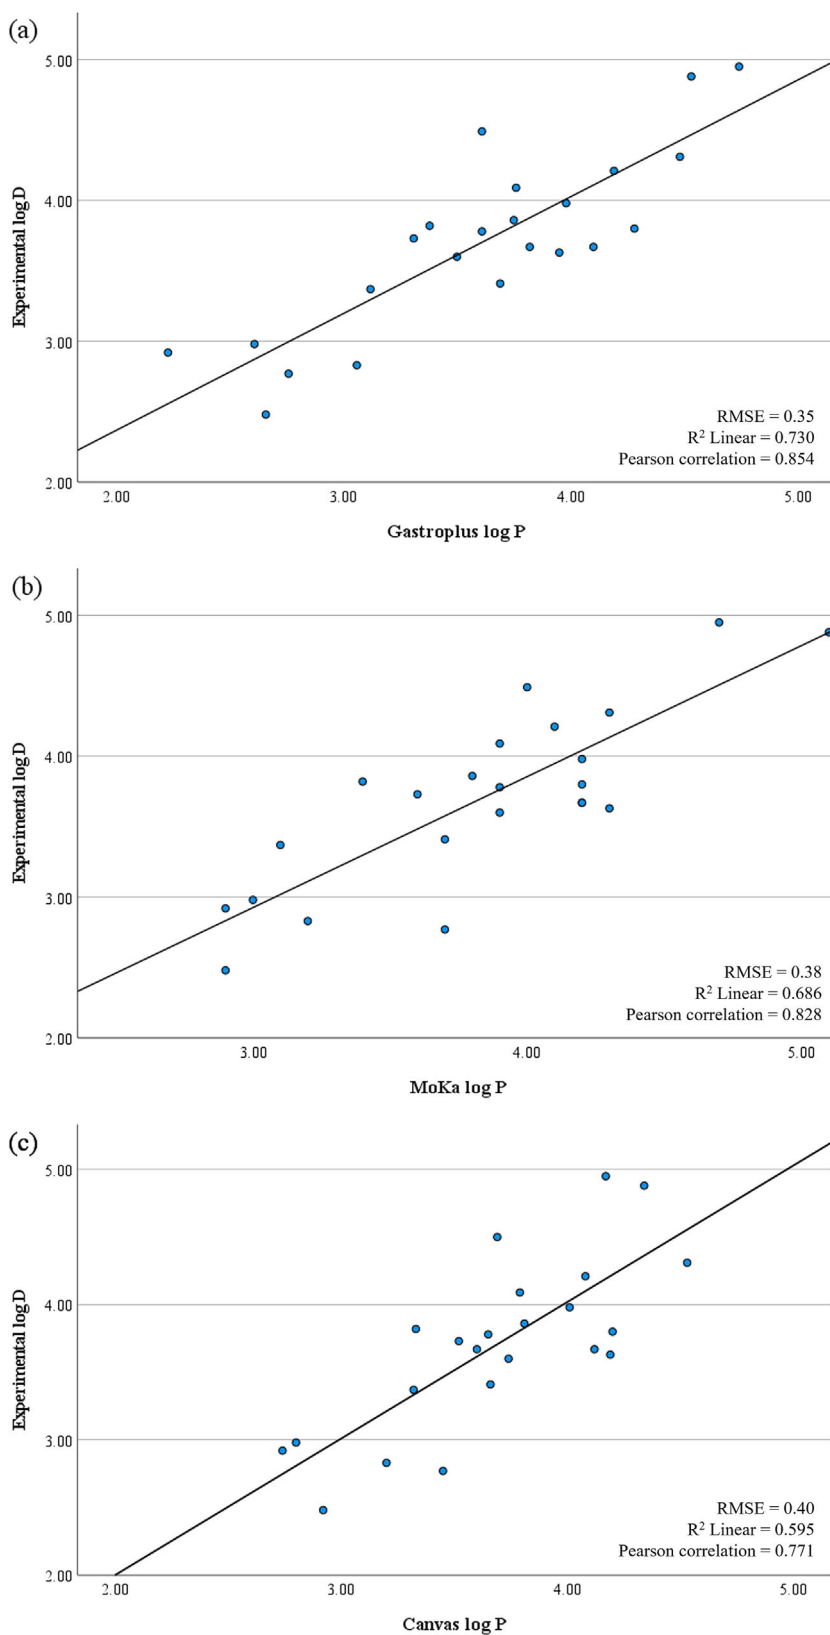 (a)
5.00
4.00
3.00
2.00
Experimental logD
RMSE = 0.35
R² Linear = 0.730
Pearson correlation = 0.854
2.00 3.00 4.00 5.00
Gastroplus log P
(b)
5.00
4.00
3.00
2.00
Experimental logD
RMSE = 0.38
R² Linear = 0.686
Pearson correlation = 0.828
3.00 4.00 5.00
MoKa log P
(c)
5.00
4.00
3.00
2.00
Experimental logD
RMSE = 0.40
R² Linear = 0.595
Pearson correlation = 0.771
2.00 3.00 4.00 5.00
Canvas log P